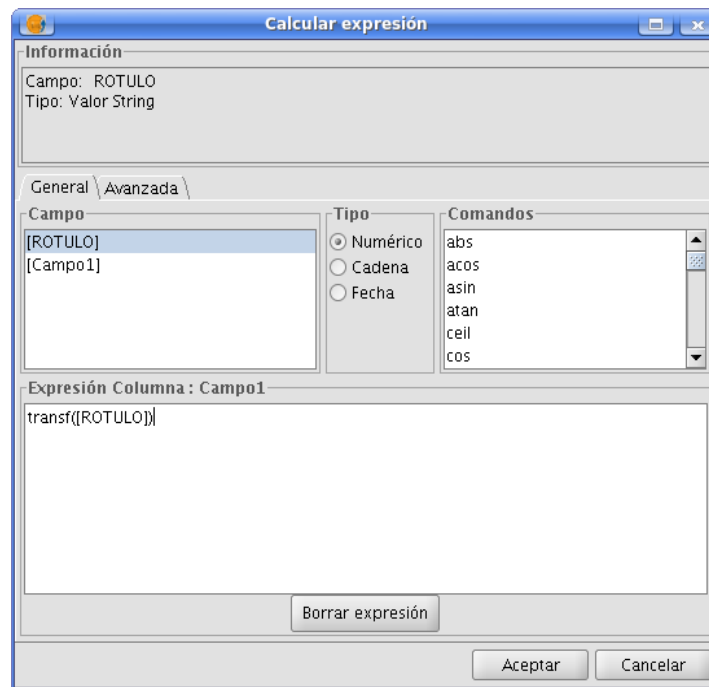 Calcular expresión
Información
Campo: ROTULO
Tipo: Valor String
General
Avanzada
Campo
[ROTULO]
[Campo1]
Tipo
Numérico
Cadena
Fecha
Comandos
abs
acos
asin
atan
ceil
cos
Expresión Columna : Campo1
transf([ROTULO])
Borrar expresión
Aceptar
Cancelar